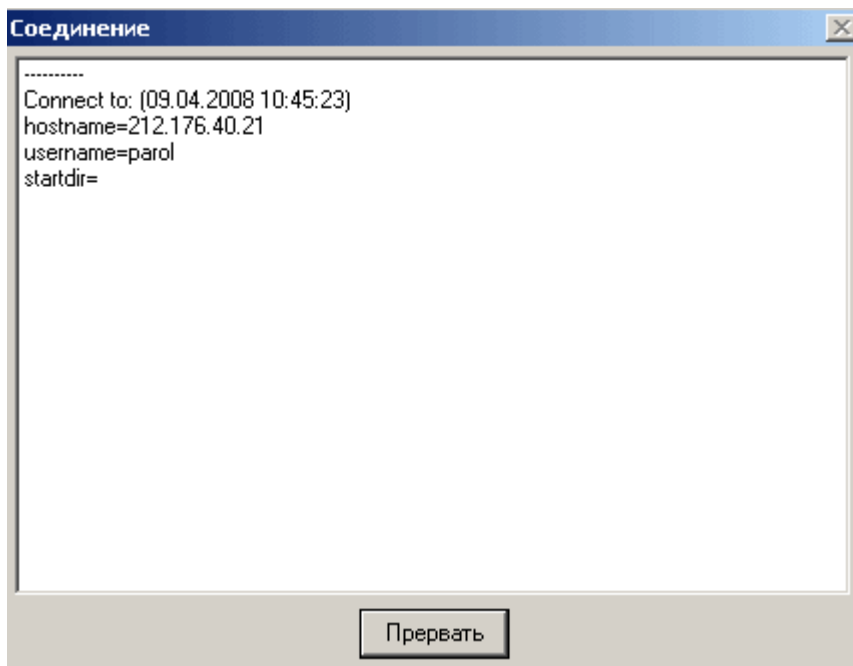 Соединение
----------
Connect to: (09.04.2008 10:45:23)
hostname=212.176.40.21
username=parol
startdir=
Прервать